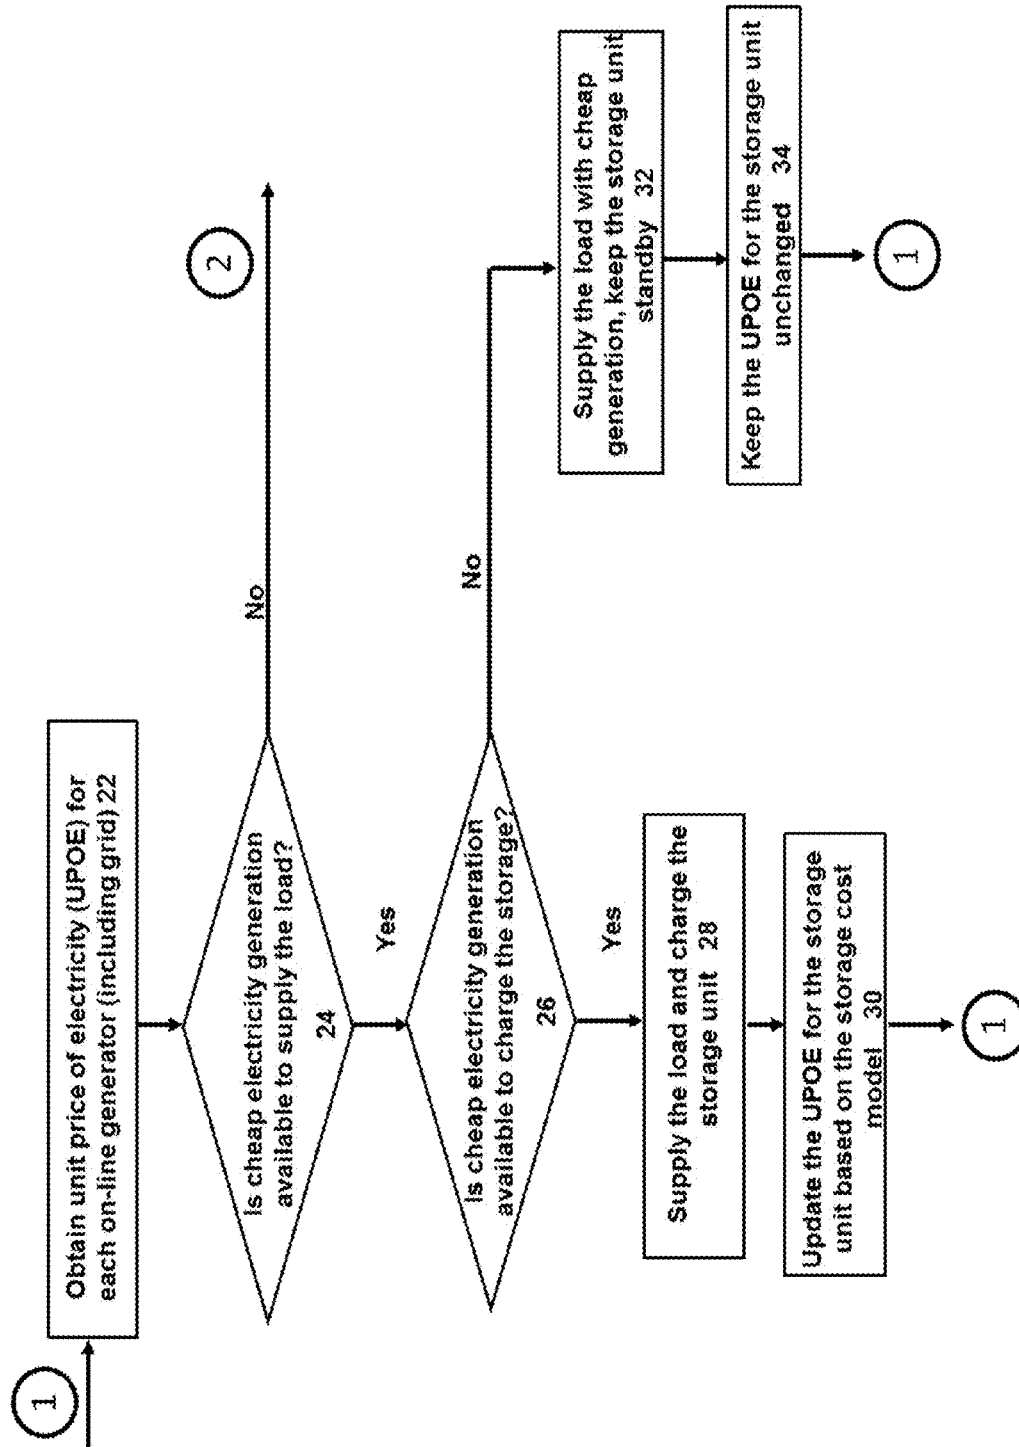 1
Obtain unit price of electricity (UPOE) for
each on-line generator (including grid) 22
Is cheap electricity generation
available to supply the load?
24
No
2
Yes
Is cheap electricity generation
available to charge the storage?
26
No
Yes
Supply the load and charge the
storage unit 28
Update the UPOE for the storage
unit based on the storage cost
model 30
1
Supply the load with cheap
generation, keep the storage unit
standby 32
Keep the UPOE for the storage unit
unchanged 34
1